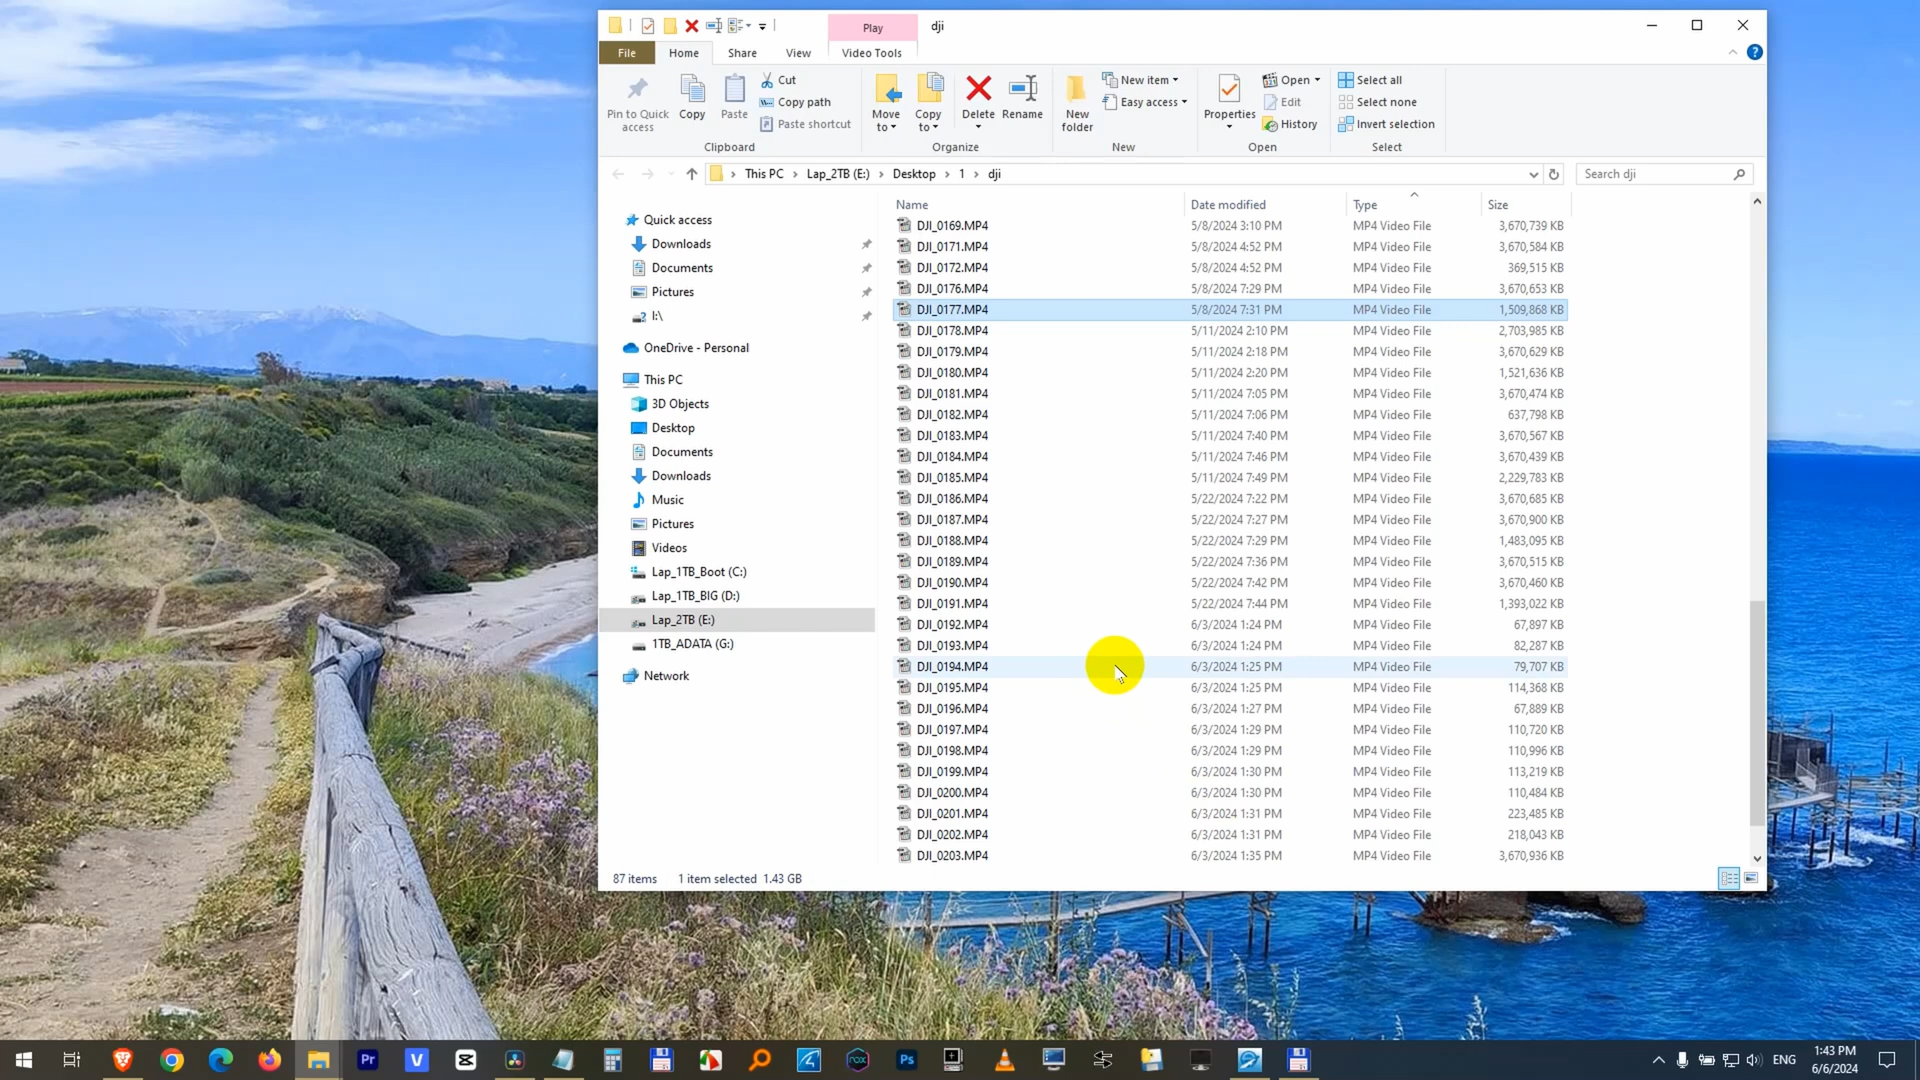 Play
dji
File
Home
Share
View
Video Tools
Pin to Quick
access
Copy
Paste
Cut
Copy path
Paste shortcut
Clipboard
Move
to
Copy
to
Delete
Rename
Organize
New
folder
New item
Easy access
New
Properties
Open
Edit
History
Open
Select all
Select none
Invert selection
Select
This PC > Lap_2TB (E:) > Desktop > 1 > dji
Search dji
Quick access
Downloads
Documents
Pictures
I:\
OneDrive - Personal
This PC
3D Objects
Desktop
Documents
Downloads
Music
Pictures
Videos
Lap_1TB_Boot (C:)
Lap_1TB_BIG (D:)
Lap_2TB (E:)
1TB_ADATA (G:)
Network
Name Date modified Type Size
DJI_0169.MP4 5/8/2024 3:10 PM MP4 Video File 3,670,739 KB
DJI_0171.MP4 5/8/2024 4:52 PM MP4 Video File 3,670,584 KB
DJI_0172.MP4 5/8/2024 4:52 PM MP4 Video File 369,515 KB
DJI_0176.MP4 5/8/2024 7:29 PM MP4 Video File 3,670,653 KB
DJI_0177.MP4 5/8/2024 7:31 PM MP4 Video File 1,509,868 KB
DJI_0178.MP4 5/11/2024 2:10 PM MP4 Video File 2,703,985 KB
DJI_0179.MP4 5/11/2024 2:18 PM MP4 Video File 3,670,629 KB
DJI_0180.MP4 5/11/2024 2:20 PM MP4 Video File 1,521,636 KB
DJI_0181.MP4 5/11/2024 7:05 PM MP4 Video File 3,670,474 KB
DJI_0182.MP4 5/11/2024 7:06 PM MP4 Video File 637,798 KB
DJI_0183.MP4 5/11/2024 7:40 PM MP4 Video File 3,670,567 KB
DJI_0184.MP4 5/11/2024 7:46 PM MP4 Video File 3,670,439 KB
DJI_0185.MP4 5/11/2024 7:49 PM MP4 Video File 2,229,783 KB
DJI_0186.MP4 5/22/2024 7:22 PM MP4 Video File 3,670,685 KB
DJI_0187.MP4 5/22/2024 7:27 PM MP4 Video File 3,670,900 KB
DJI_0188.MP4 5/22/2024 7:29 PM MP4 Video File 1,483,095 KB
DJI_0189.MP4 5/22/2024 7:36 PM MP4 Video File 3,670,515 KB
DJI_0190.MP4 5/22/2024 7:42 PM MP4 Video File 3,670,460 KB
DJI_0191.MP4 5/22/2024 7:44 PM MP4 Video File 1,393,022 KB
DJI_0192.MP4 6/3/2024 1:24 PM MP4 Video File 67,897 KB
DJI_0193.MP4 6/3/2024 1:24 PM MP4 Video File 82,287 KB
DJI_0194.MP4 6/3/2024 1:25 PM MP4 Video File 79,707 KB
DJI_0195.MP4 6/3/2024 1:25 PM MP4 Video File 114,368 KB
DJI_0196.MP4 6/3/2024 1:27 PM MP4 Video File 67,889 KB
DJI_0197.MP4 6/3/2024 1:29 PM MP4 Video File 110,720 KB
DJI_0198.MP4 6/3/2024 1:29 PM MP4 Video File 110,996 KB
DJI_0199.MP4 6/3/2024 1:30 PM MP4 Video File 113,219 KB
DJI_0200.MP4 6/3/2024 1:30 PM MP4 Video File 110,484 KB
DJI_0201.MP4 6/3/2024 1:31 PM MP4 Video File 223,485 KB
DJI_0202.MP4 6/3/2024 1:31 PM MP4 Video File 218,043 KB
DJI_0203.MP4 6/3/2024 1:35 PM MP4 Video File 3,670,936 KB
87 items 1 item selected 1.43 GB
Pr
V
rox
Ps
ENG
1:43 PM
6/6/2024